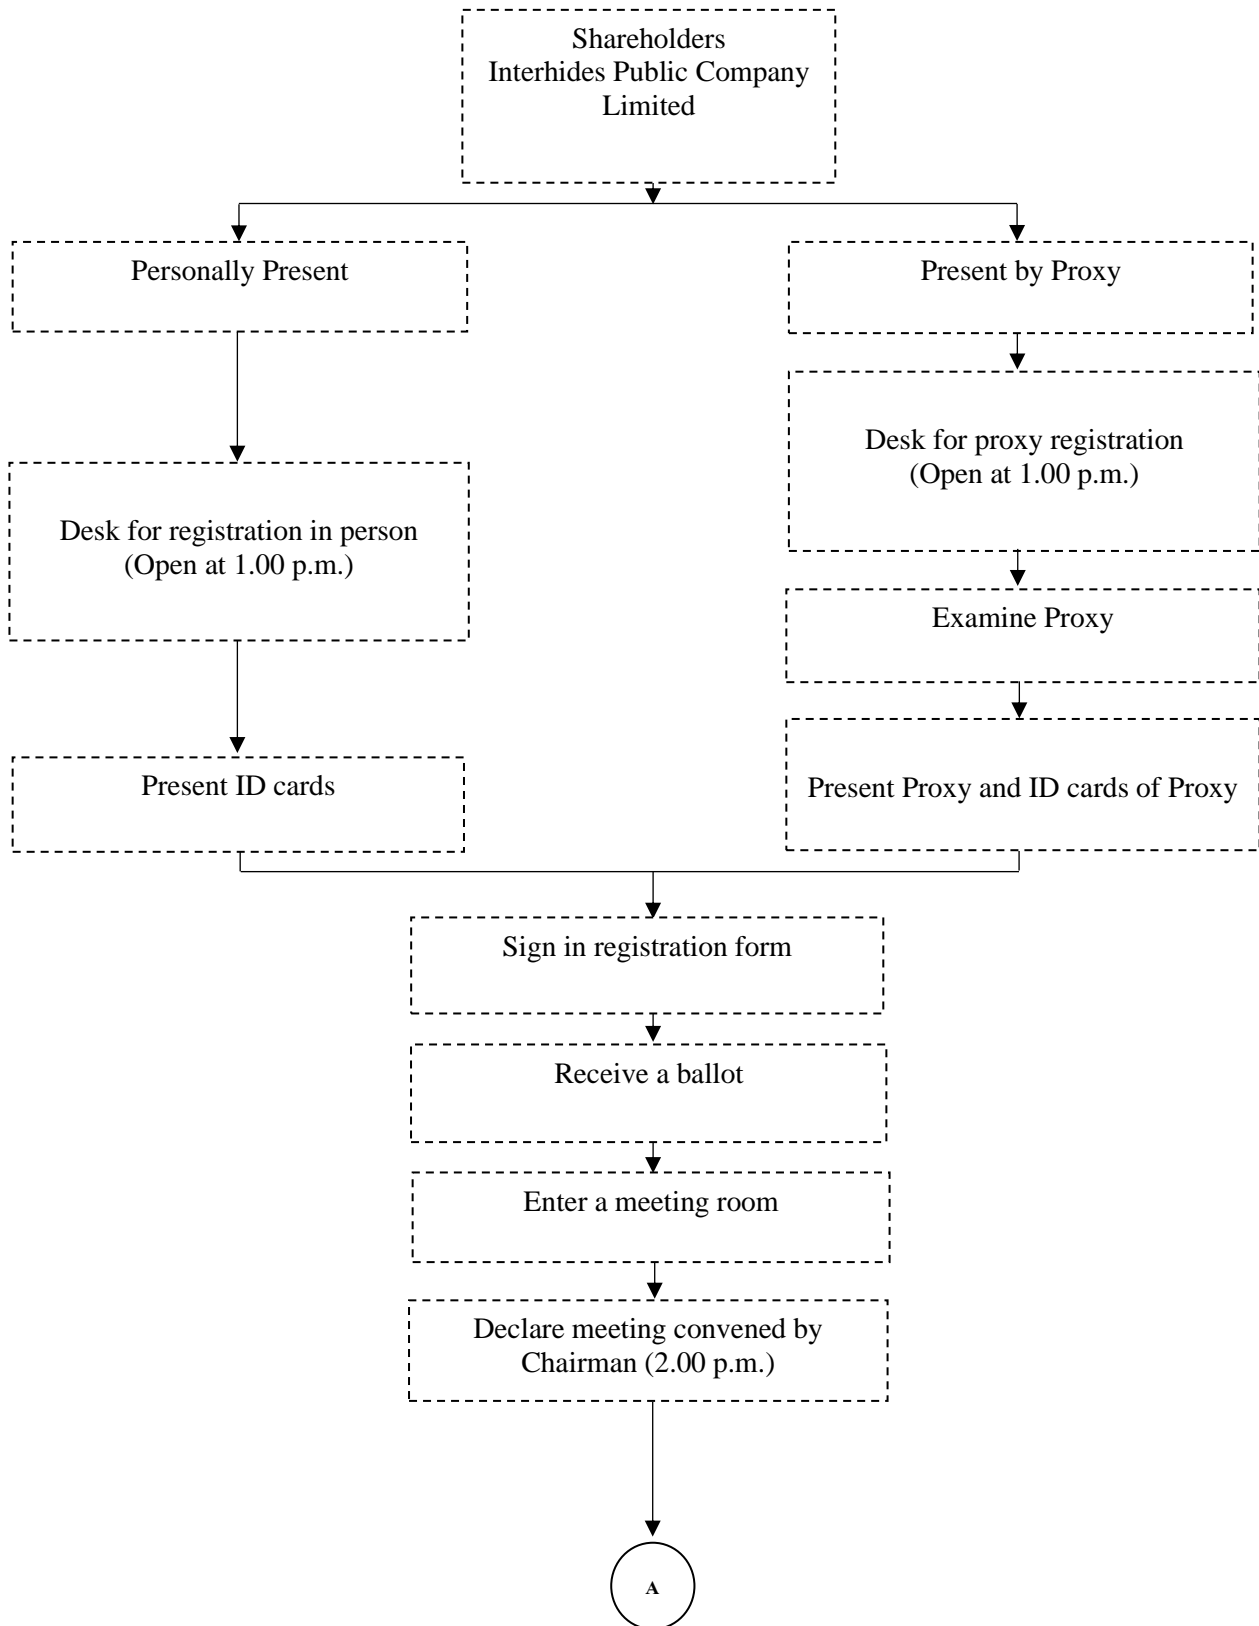 Shareholders
Interhides Public Company
Limited
Personally Present
Present by Proxy
Desk for proxy registration
(Open at 1.00 p.m.)
Desk for registration in person
(Open at 1.00 p.m.)
Examine Proxy
Present ID cards
Present Proxy and ID cards of Proxy
Sign in registration form
Receive a ballot
Enter a meeting room
Declare meeting convened by
Chairman (2.00 p.m.)
A